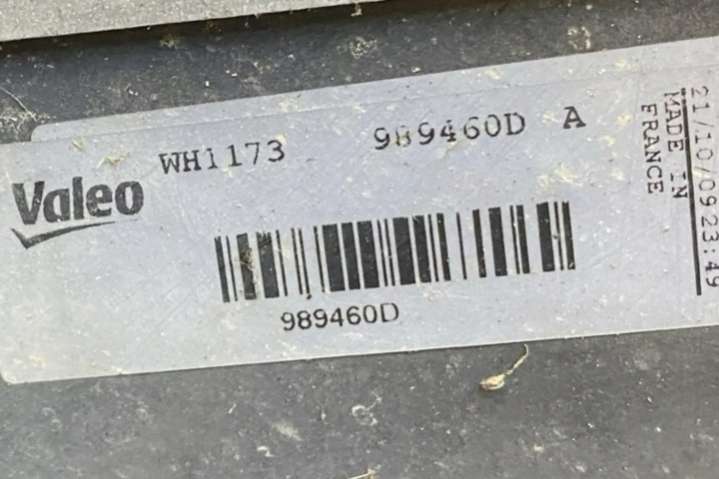 WH1173 989460D A
Valeo
989460D
21/10/09 23:49
MADE IN
FRANCE